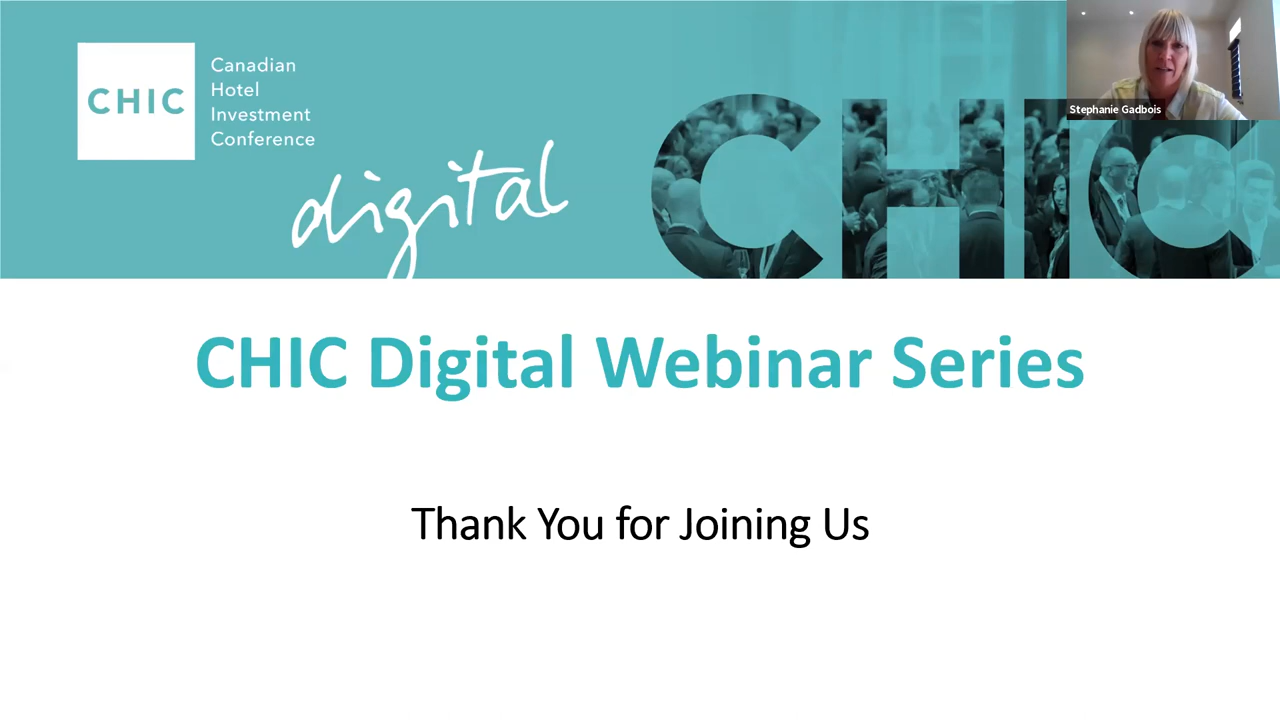 CHIC
Canadian
Hotel
Investment
Conference
digital
CHIC
Stephanie Gadbois
CHIC Digital Webinar Series
Thank You for Joining Us